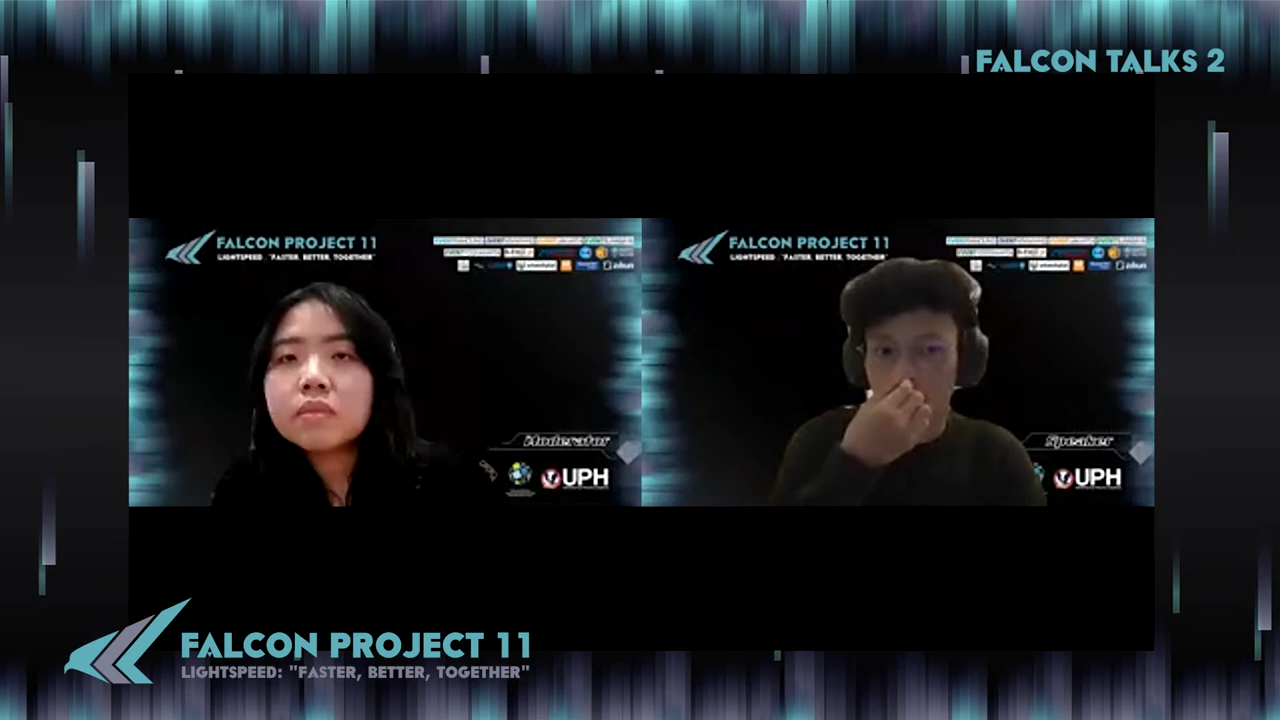 FALCON TALKS 2
FALCON PROJECT 11
LIGHTSPEED: "FASTER, BETTER, TOGETHER"
Moderator
UPH
FALCON PROJECT 11
LIGHTSPEED: "FASTER, BETTER, TOGETHER"
Speaker
UPH
FALCON PROJECT 11
LIGHTSPEED: "FASTER, BETTER, TOGETHER"